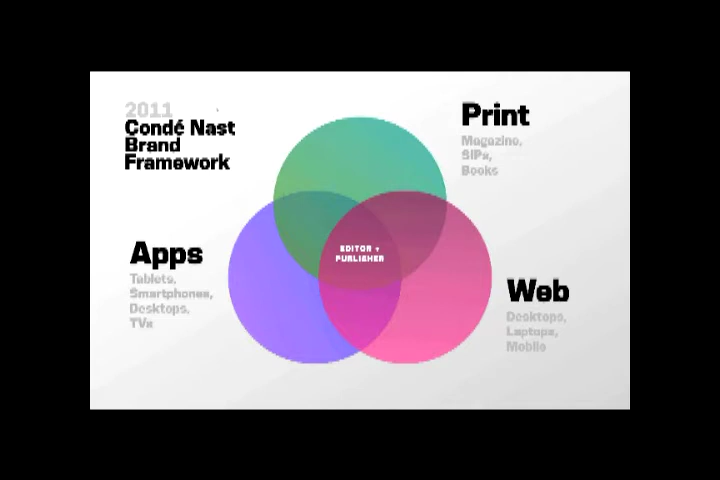 2011
Condé Nast
Brand
Framework
Print
Magazine,
SIPs,
Books
EDITOR +
PUBLISHER
Apps
Tablets,
Smartphones,
Desktops,
TVs
Web
Desktops,
Laptops,
Mobile